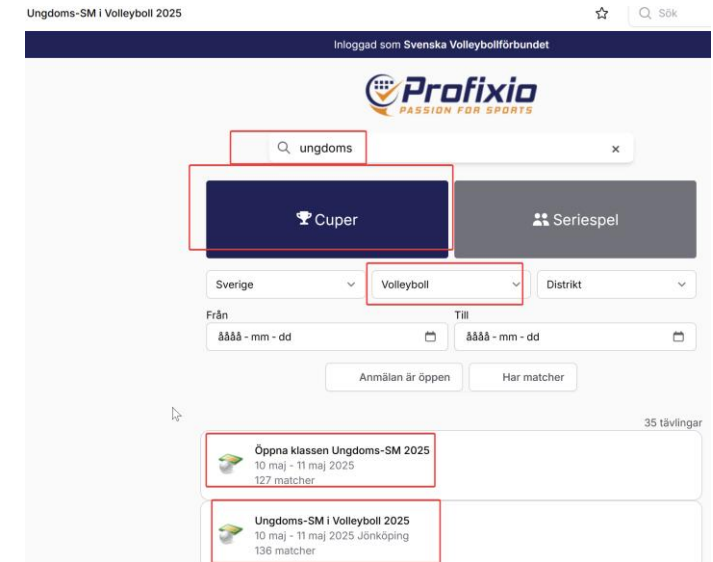 Ungdoms-SM i Volleyboll 2025
Sök
Inloggad som Svenska Volleybollförbundet
Profixio
PASSION FOR SPORTS
ungdoms
Cuper
Seriespel
Sverige
Volleyboll
Distrikt
Från
Till
åååå - mm - dd
åååå - mm - dd
Anmälan är öppen
Har matcher
35 tävlingar
Öppna klassen Ungdoms-SM 2025
10 maj - 11 maj 2025
127 matcher
Ungdoms-SM i Volleyboll 2025
10 maj - 11 maj 2025 Jönköping
136 matcher